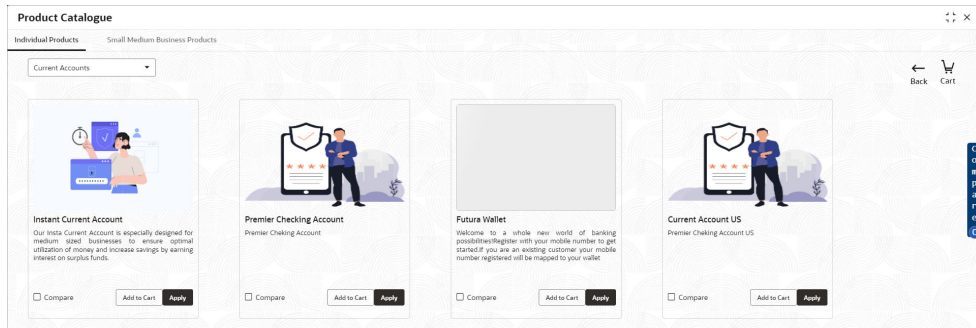 Product Catalogue
Individual Products
Small Medium Business Products
Current Accounts
Back
Cart
Instant Current Account
Our Insta Current Account is especially designed for
medium sized businesses to ensure optimal
utilization of money and increase savings by earning
interest on surplus funds.
Compare
Add to Cart
Apply
Premier Checking Account
Premier Cheking Account
Compare
Add to Cart
Apply
Futura Wallet
Welcome to a whole new world of banking
possibilities!Register with your mobile number to get
started.If you are an existing customer your mobile
number registered will be mapped to your wallet
Compare
Add to Cart
Apply
Current Account US
Premier Cheking Account US
Compare
Add to Cart
Apply